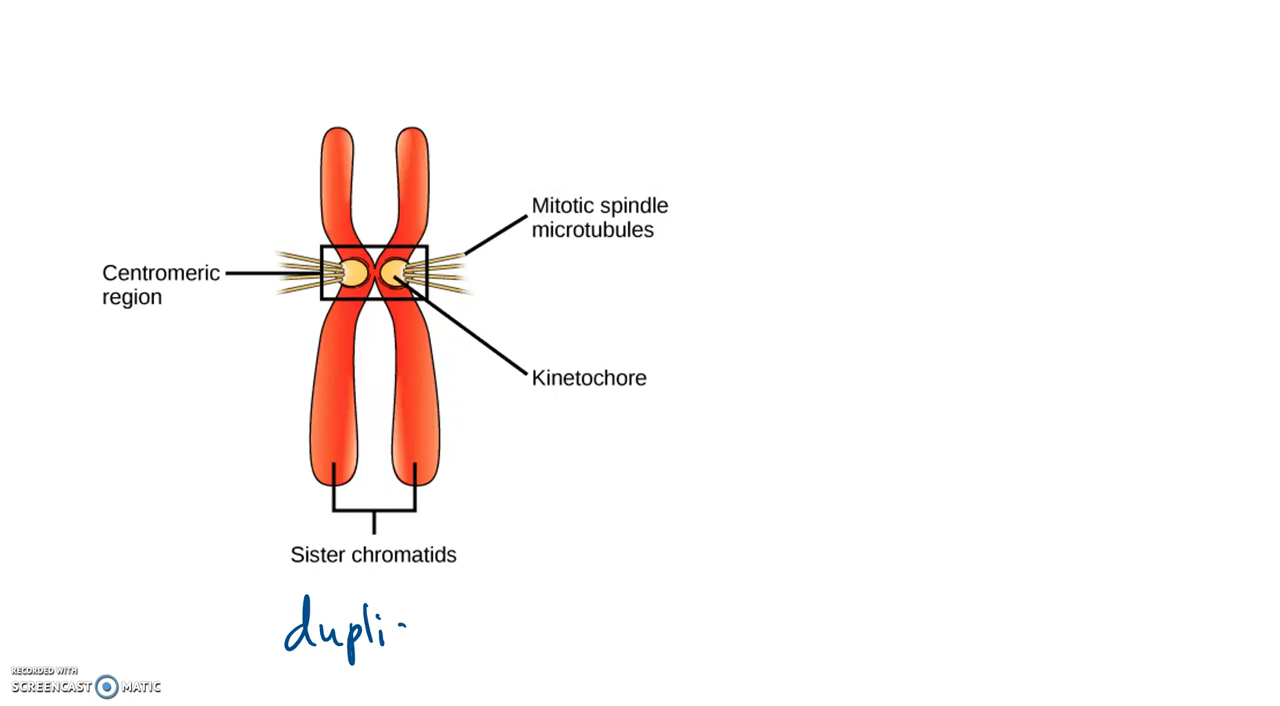 Mitotic spindle
microtubules
Centromeric
region
Kinetochore
Sister chromatids
dupli
RECORDED WITH
SCREENCAST MATIC